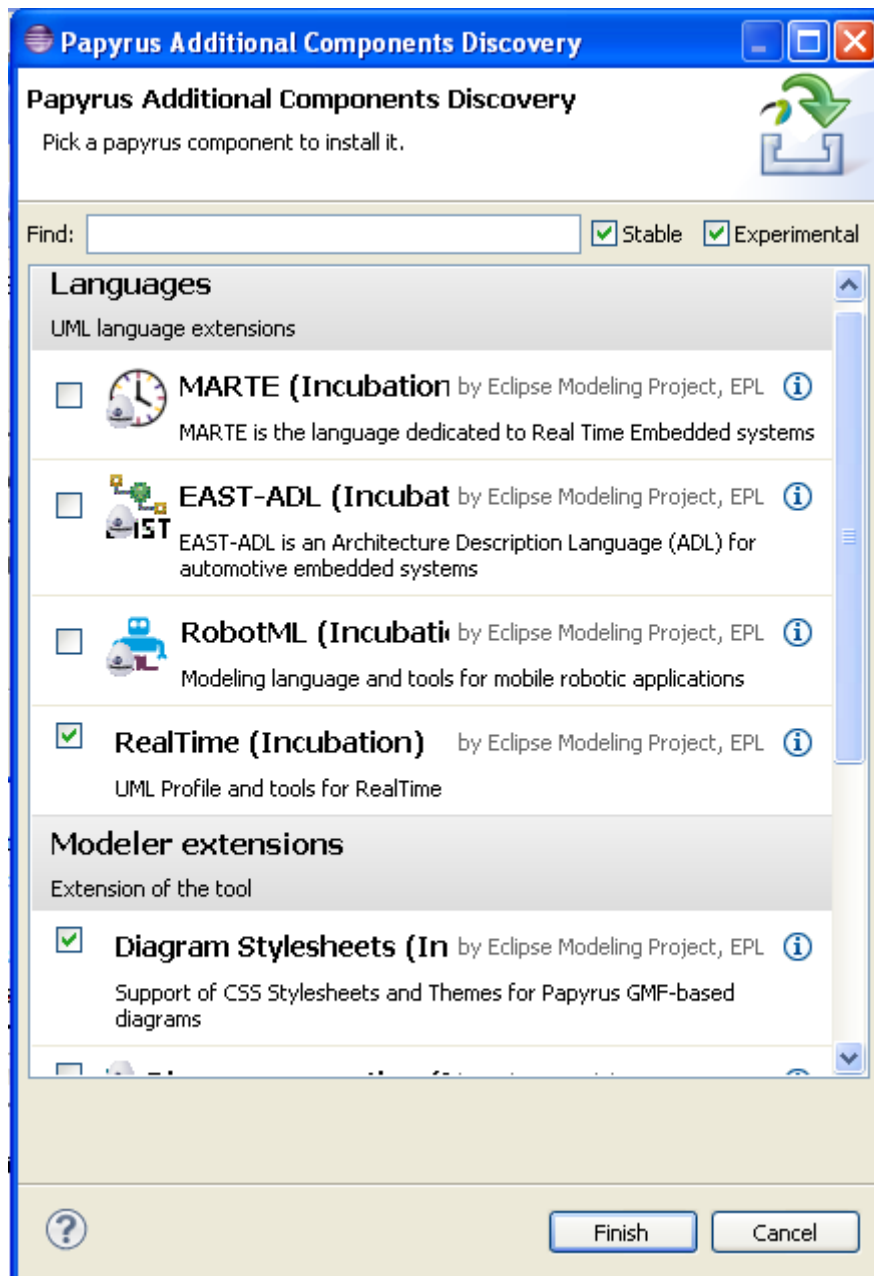 Papyrus Additional Components Discovery
Papyrus Additional Components Discovery
Pick a papyrus component to install it.
Find: Stable Experimental
Languages
UML language extensions
MARTE (Incubation by Eclipse Modeling Project, EPL
MARTE is the language dedicated to Real Time Embedded systems
EAST-ADL (Incubat by Eclipse Modeling Project, EPL
EAST-ADL is an Architecture Description Language (ADL) for
automotive embedded systems
RobotML (Incubati by Eclipse Modeling Project, EPL
Modeling language and tools for mobile robotic applications
RealTime (Incubation) by Eclipse Modeling Project, EPL
UML Profile and tools for RealTime
Modeler extensions
Extension of the tool
Diagram Stylesheets (In by Eclipse Modeling Project, EPL
Support of CSS Stylesheets and Themes for Papyrus GMF-based
diagrams
Finish Cancel